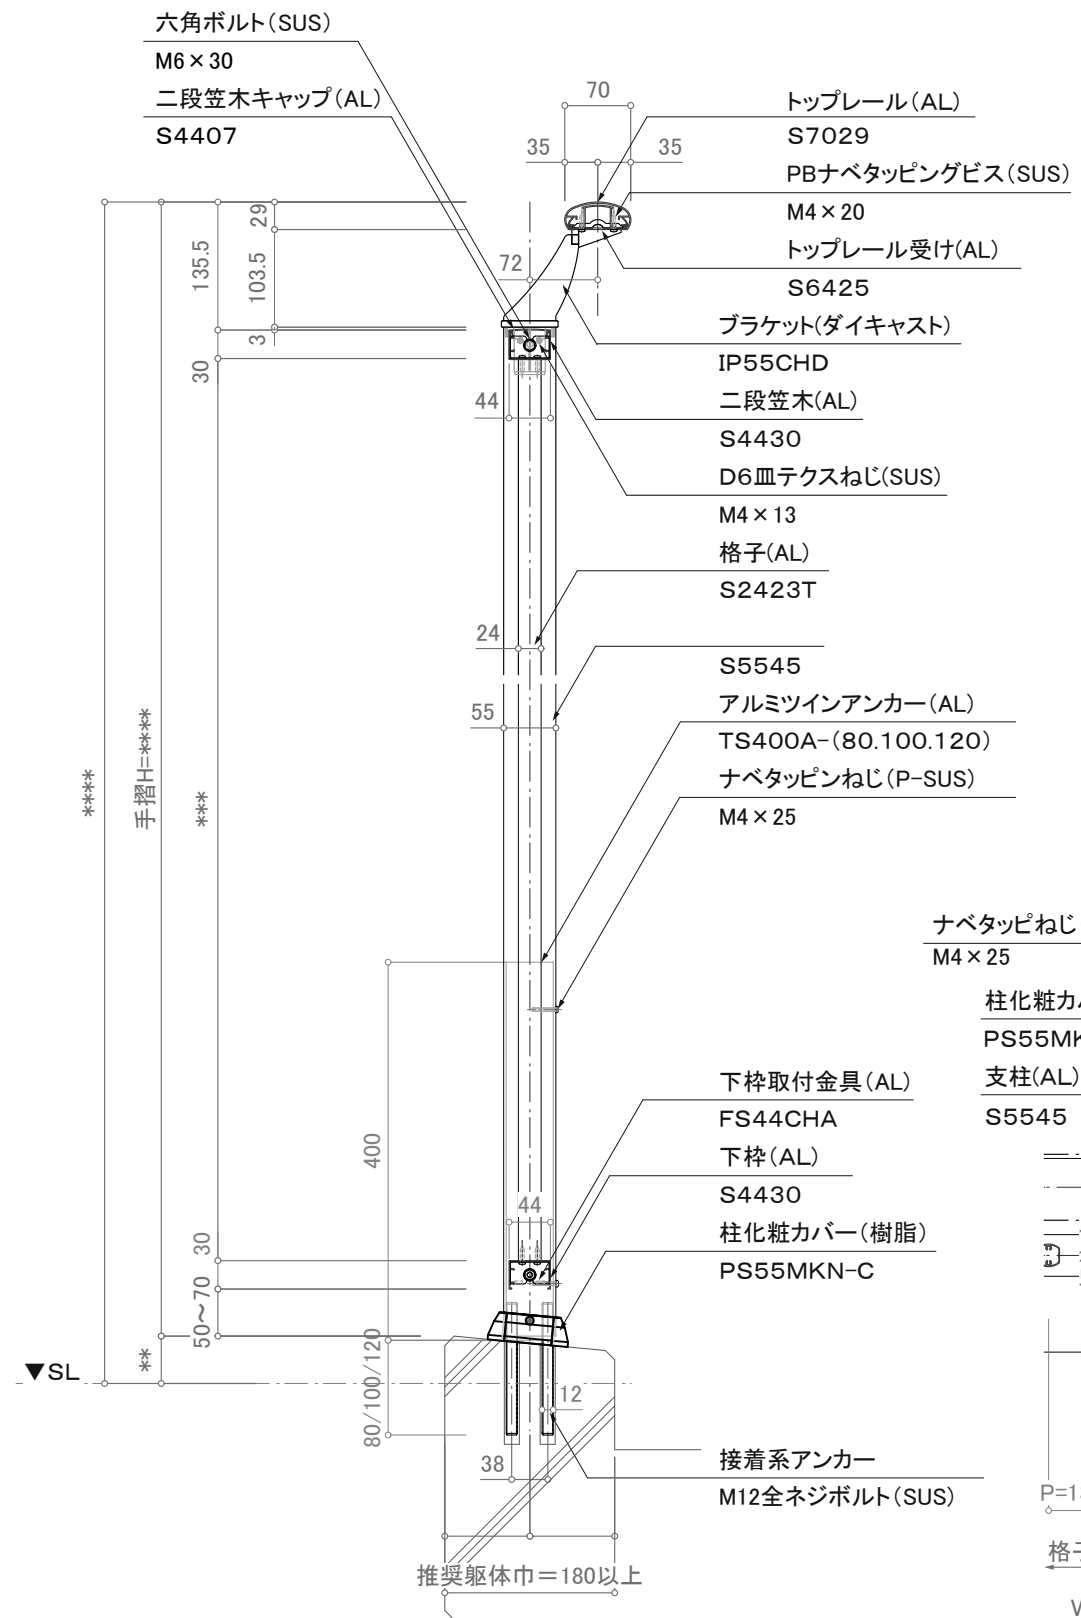 六角ボルト(SUS)
M6×30
二段笠木キャップ(AL)
S4407
70
35
35
トップレール(AL)
S7029
PBナベタッピングビス(SUS)
M4×20
トップレール受け(AL)
S6425
72
ブラケット(ダイキャスト)
IP55CHD
二段笠木(AL)
S4430
D6皿テクスねじ(SUS)
M4×13
格子(AL)
S2423T
S5545
アルミツインアンカー(AL)
TS400A-(80.100.120)
ナベタッピンねじ(P-SUS)
M4×25
29
135.5
103.5
3
30
44
24
55
****
手摺H=****
***
ナベタッピねじ
M4×25
柱化粧カ
PS55M
支柱(AL)
S5545
下枠取付金具(AL)
FS44CHA
下枠(AL)
S4430
柱化粧カバー(樹脂)
PS55MKN-C
400
44
30
50～70
**
80/100/120
▼SL
12
38
接着系アンカー
M12全ネジボルト(SUS)
推奨躯体巾=180以上
P=1
格